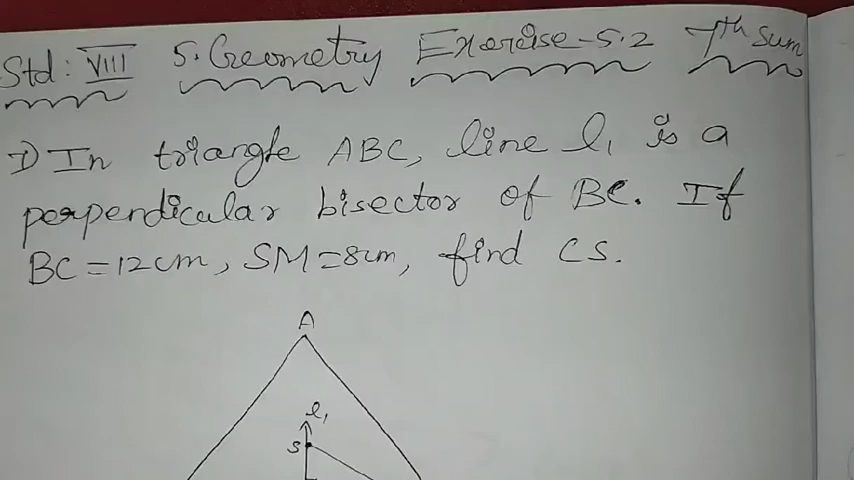 Std: VIII 5. Geometry Exercise-5.2 7th Sum
7) In triangle ABC, line l₁ is a
perpendicular bisector of BC. If
BC = 12cm, SM = 8cm, find CS.
A
l₁
S